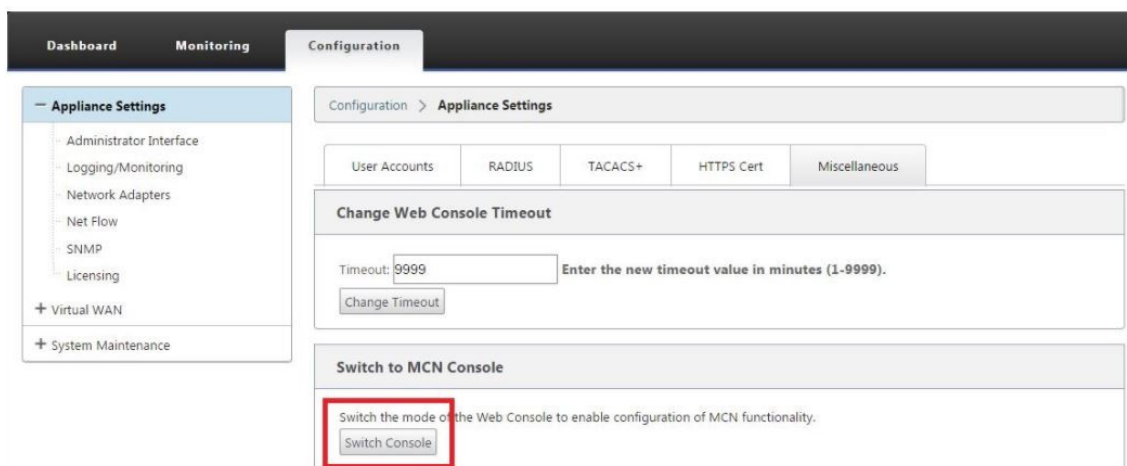 Dashboard Monitoring Configuration
− Appliance Settings
Administrator Interface
Logging/Monitoring
Network Adapters
Net Flow
SNMP
Licensing
+ Virtual WAN
+ System Maintenance
Configuration > Appliance Settings
User Accounts RADIUS TACACS+ HTTPS Cert Miscellaneous
Change Web Console Timeout
Timeout: 9999 Enter the new timeout value in minutes (1-9999).
Change Timeout
Switch to MCN Console
Switch the mode of the Web Console to enable configuration of MCN functionality.
Switch Console